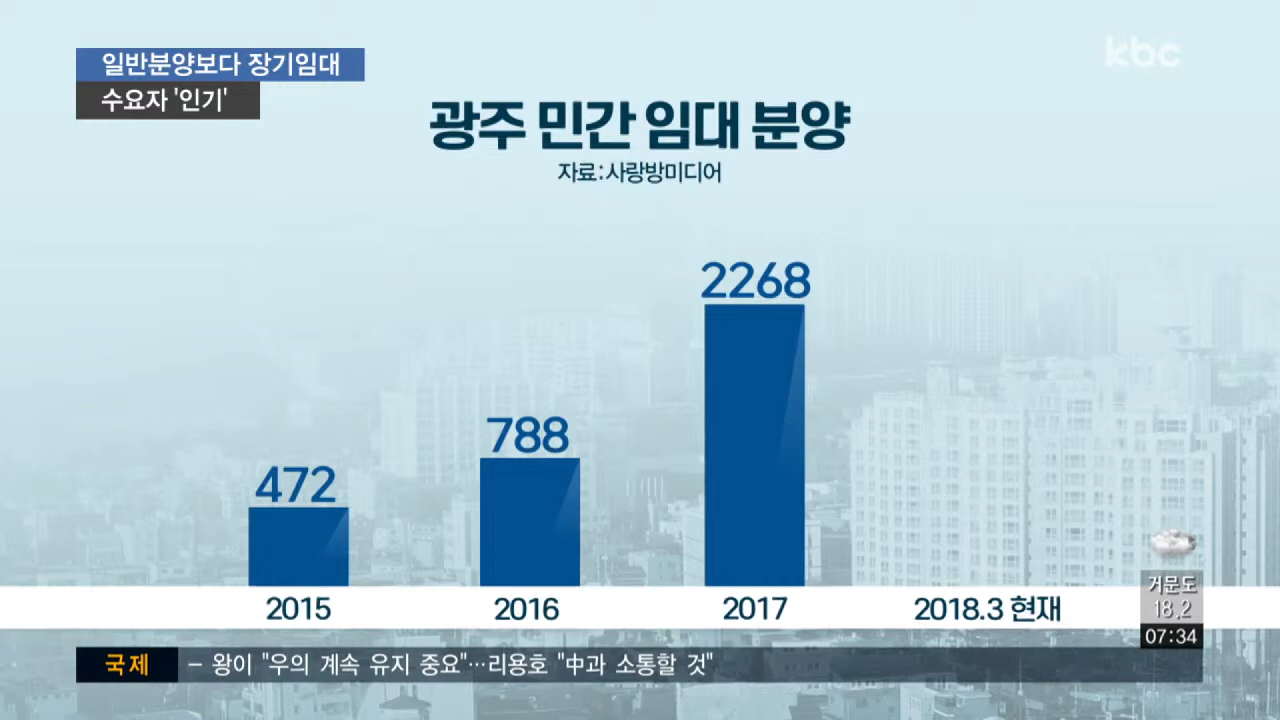 일반분양보다 장기임대
kbc
수요자 '인기'
광주 민간 임대 분양
자료:사랑방미디어
2268
788
472
2015
2016
2017
2018.3 현재
거문도
18.2
07:34
국제
- 왕이 "우의 계속 유지 중요"…리용호 "中과 소통할 것"